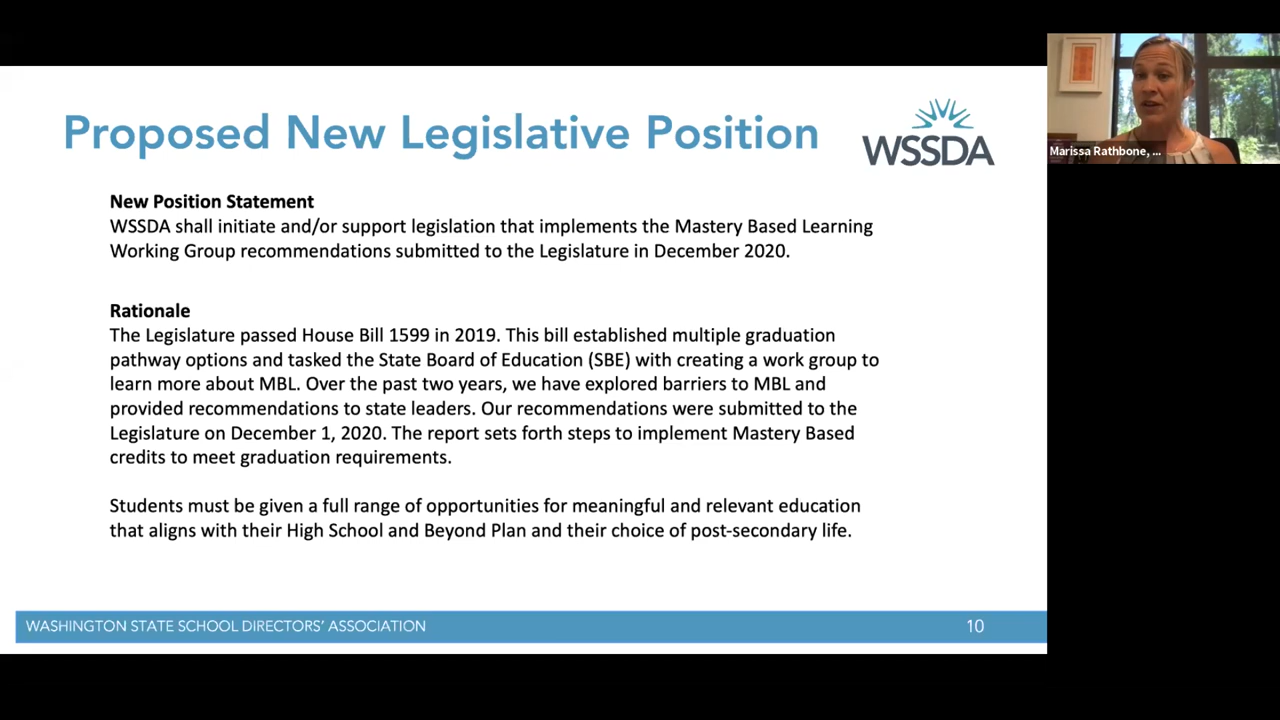 Proposed New Legislative Position
WSSDA
Marissa Rathbone, ...
New Position Statement
WSSDA shall initiate and/or support legislation that implements the Mastery Based Learning
Working Group recommendations submitted to the Legislature in December 2020.
Rationale
The Legislature passed House Bill 1599 in 2019. This bill established multiple graduation
pathway options and tasked the State Board of Education (SBE) with creating a work group to
learn more about MBL. Over the past two years, we have explored barriers to MBL and
provided recommendations to state leaders. Our recommendations were submitted to the
Legislature on December 1, 2020. The report sets forth steps to implement Mastery Based
credits to meet graduation requirements.
Students must be given a full range of opportunities for meaningful and relevant education
that aligns with their High School and Beyond Plan and their choice of post-secondary life.
WASHINGTON STATE SCHOOL DIRECTORS' ASSOCIATION
10